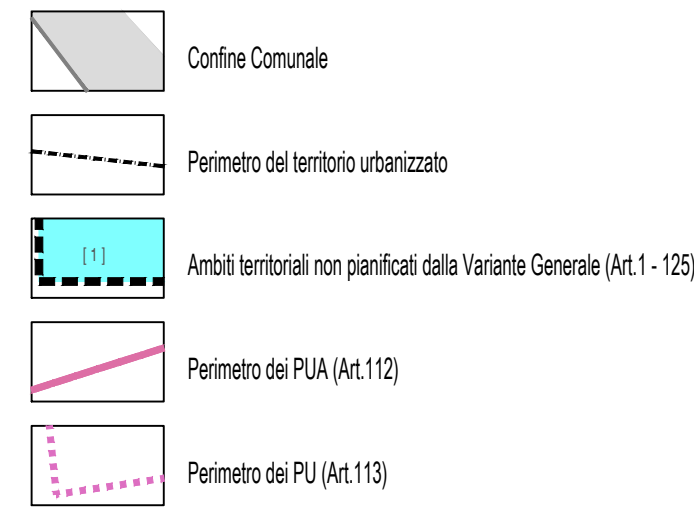 Confine Comunale
Perimetro del territorio urbanizzato
[ 1 ]
Ambiti territoriali non pianificati dalla Variante Generale (Art.1 - 125)
Perimetro dei PUA (Art.112)
Perimetro dei PU (Art.113)